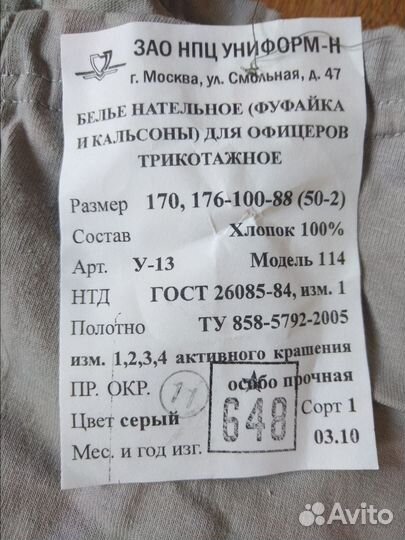 ЗАО НПЦ УНИФОРМ-Н
г. Москва, ул. Смольная, д. 47
БЕЛЬЕ НАТЕЛЬНОЕ (ФУФАЙКА
И КАЛЬСОНЫ) ДЛЯ ОФИЦЕРОВ
ТРИКОТАЖНОЕ
Размер 170, 176-100-88 (50-2)
Состав Хлопок 100%
Арт. У-13 Модель 114
НТД ГОСТ 26085-84, изм. 1
Полотно ТУ 858-5792-2005
изм. 1,2,3,4 активного крашения
ПР. ОКР. 11 особо прочная
Цвет серый 648 Сорт 1
Мес. и год изг. 03.10
Avito